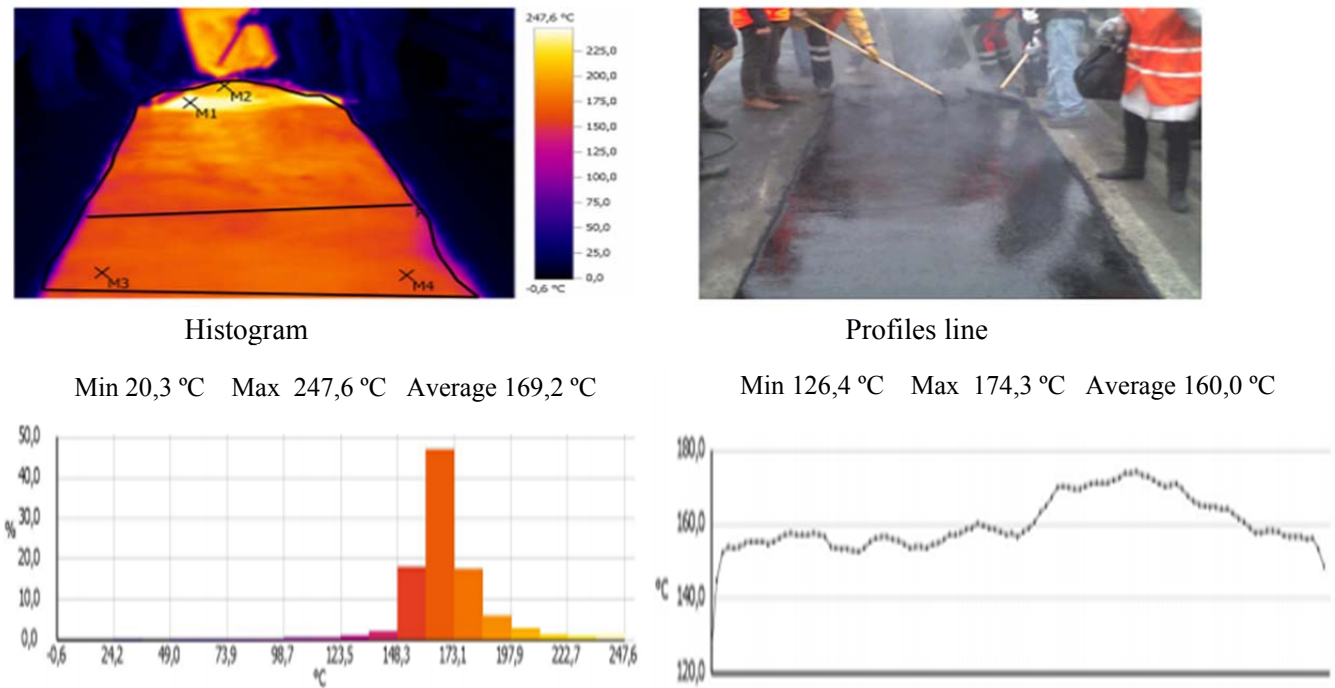 247,6 °C
225,0
200,0
175,0
150,0
125,0
100,0
75,0
50,0
25,0
0,0
-0,6 °C
M2
M1
M3
M4
Histogram
Profiles line
Min 20,3 ºC Max 247,6 ºC Average 169,2 ºC
Min 126,4 ºC Max 174,3 ºC Average 160,0 ºC
50,0
40,0
30,0
20,0
10,0
0,0
%
-0,6 24,2 49,0 73,9 98,7 123,5 148,3 173,1 197,9 222,7 247,6
°C
180,0
160,0
°C
140,0
120,0